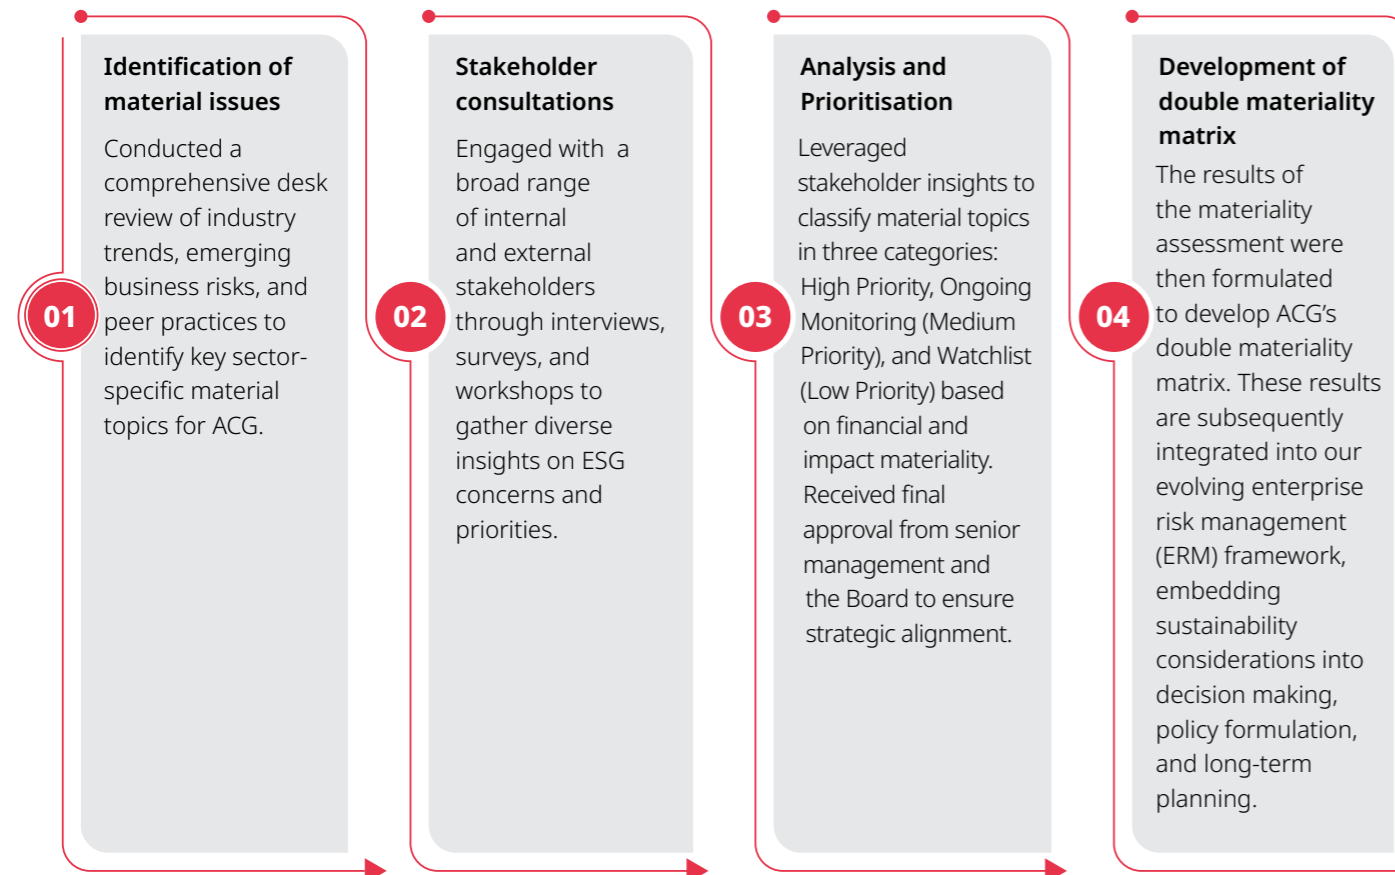 01
Identification of
material issues
Conducted a
comprehensive desk
review of industry
trends, emerging
business risks, and
peer practices to
identify key sector-
specific material
topics for ACG.
02
Stakeholder
consultations
Engaged with a
broad range
of internal
and external
stakeholders
through interviews,
surveys, and
workshops to
gather diverse
insights on ESG
concerns and
priorities.
03
Analysis and
Prioritisation
Leveraged
stakeholder insights to
classify material topics
in three categories:
High Priority, Ongoing
Monitoring (Medium
Priority), and Watchlist
(Low Priority) based
on financial and
impact materiality.
Received final
approval from senior
management and
the Board to ensure
strategic alignment.
04
Development of
double materiality
matrix
The results of
the materiality
assessment were
then formulated
to develop ACG’s
double materiality
matrix. These results
are subsequently
integrated into our
evolving enterprise
risk management
(ERM) framework,
embedding
sustainability
considerations into
decision making,
policy formulation,
and long-term
planning.